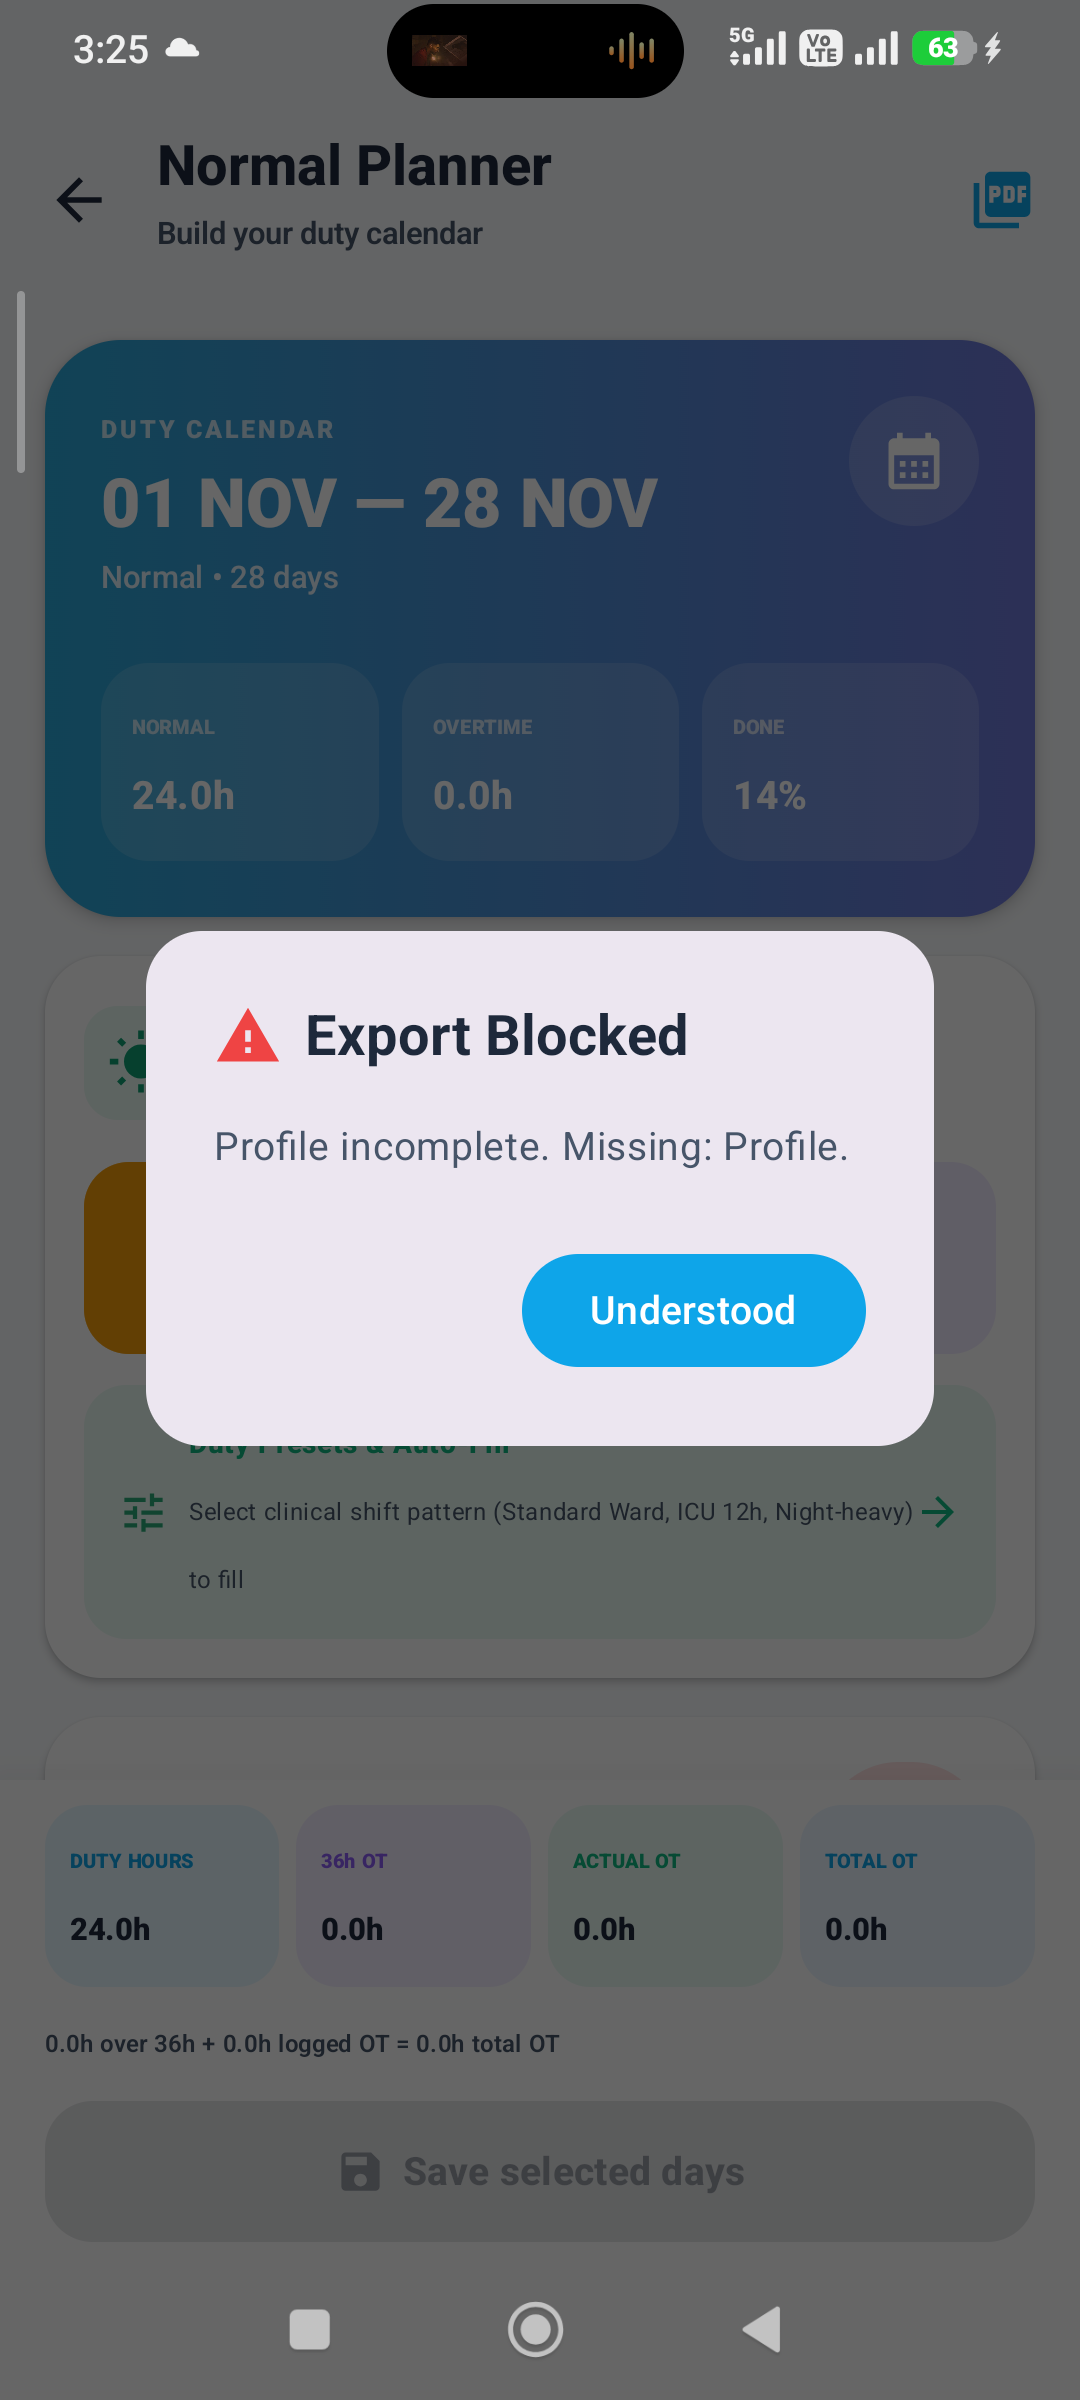 3:25
5G
Vo
LTE
63
Normal Planner
Build your duty calendar
PDF
DUTY CALENDAR
01 NOV — 28 NOV
Normal • 28 days
NORMAL
OVERTIME
DONE
24.0h
0.0h
14%
Export Blocked
Profile incomplete. Missing: Profile.
Understood
Duty Presets & Auto-Fill
Select clinical shift pattern (Standard Ward, ICU 12h, Night-heavy)
to fill
DUTY HOURS
36h OT
ACTUAL OT
TOTAL OT
24.0h
0.0h
0.0h
0.0h
0.0h over 36h + 0.0h logged OT = 0.0h total OT
Save selected days